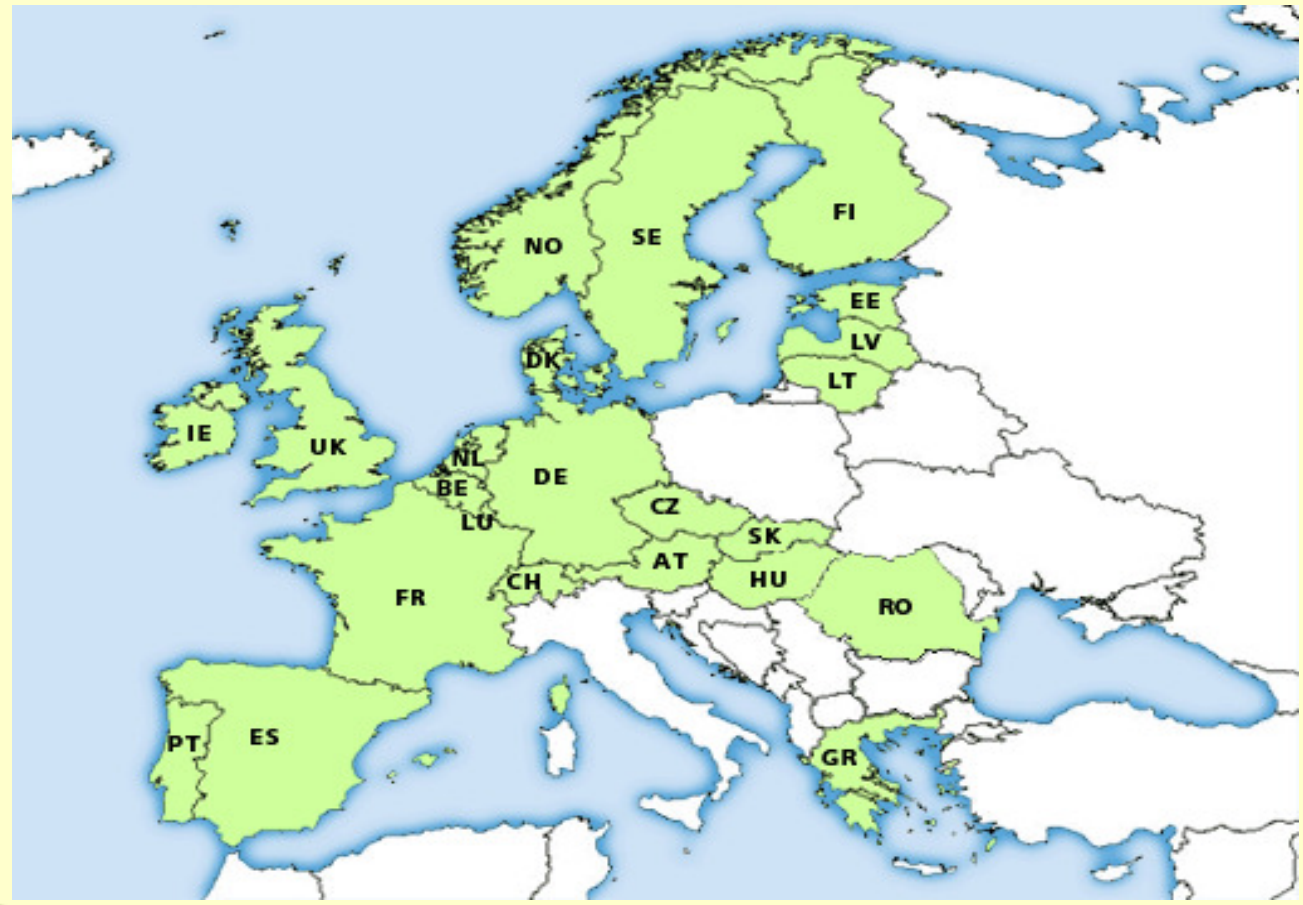 FI
NO
SE
EE
LV
DK
LT
IE
UK
NL
DE
BE
CZ
LU
SK
AT
HU
CH
FR
RO
PT
ES
GR